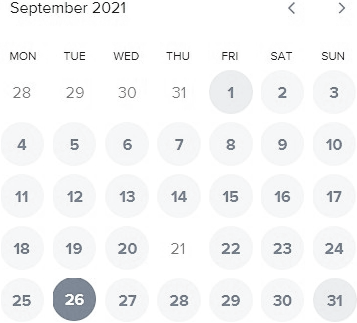 September 2021
MON TUE WED THU FRI SAT SUN
28 29 30 31 1 2 3
4 5 6 7 8 9 10
11 12 13 14 15 16 17
18 19 20 21 22 23 24
25 26 27 28 29 30 31